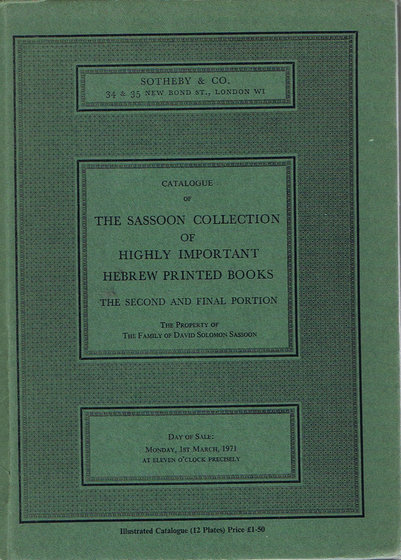 SOTHEBY & CO.
34 & 35 NEW BOND ST., LONDON W1
CATALOGUE
OF
THE SASSOON COLLECTION
OF
HIGHLY IMPORTANT
HEBREW PRINTED BOOKS
THE SECOND AND FINAL PORTION
THE PROPERTY OF
THE FAMILY OF DAVID SOLOMON SASSOON
DAY OF SALE:
MONDAY, 1ST MARCH, 1971
AT ELEVEN O'CLOCK PRECISELY
Illustrated Catalogue (12 Plates) Price £1-50